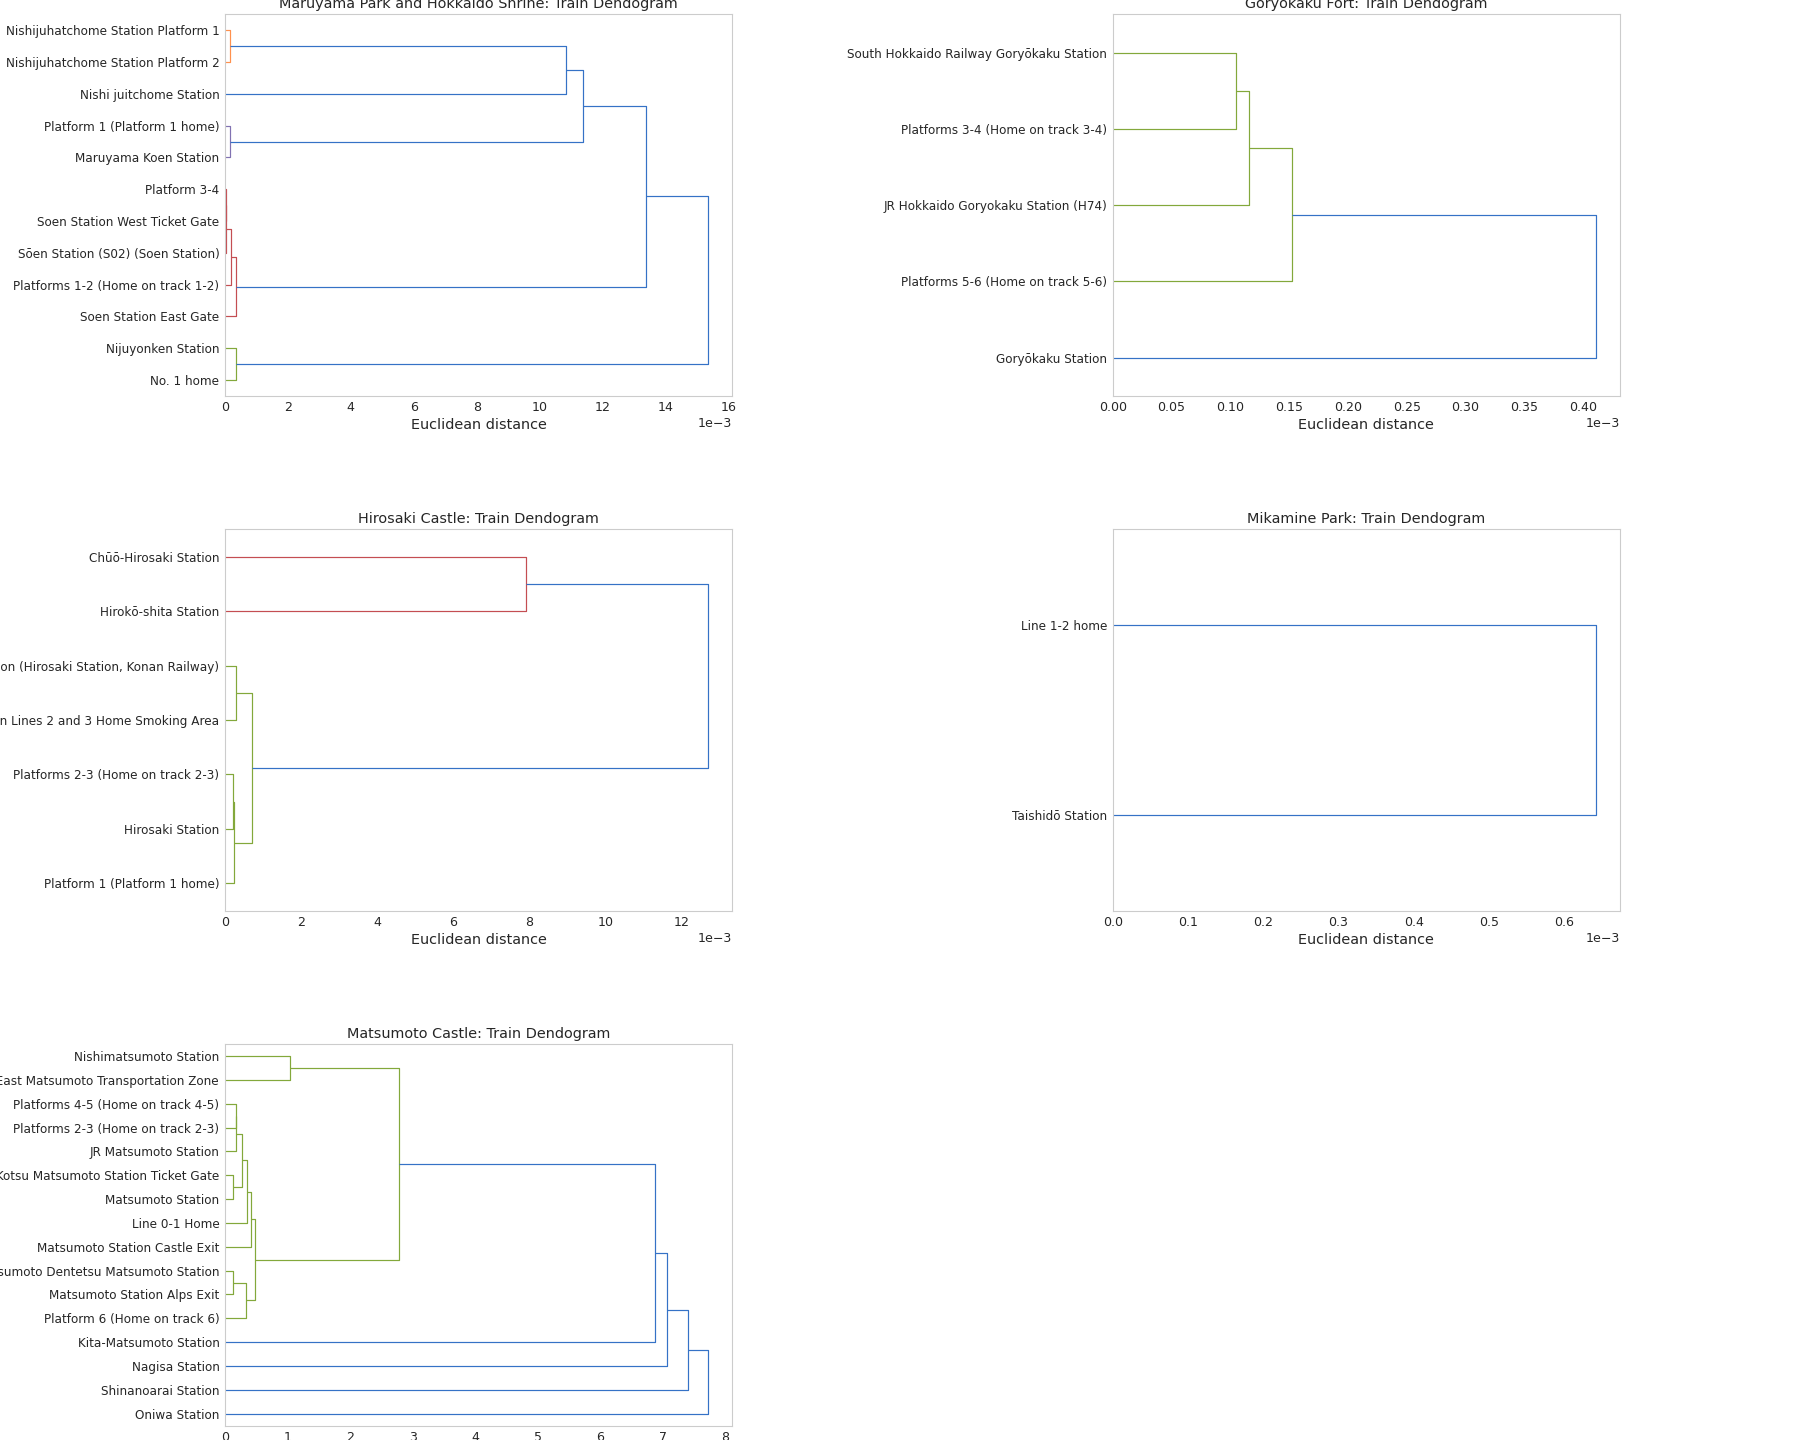 Maruyama Park and Hokkaido Shrine: Train Dendogram
Nishijuhatchome Station Platform 1
Nishijuhatchome Station Platform 2
Nishi juitchome Station
Platform 1 (Platform 1 home)
Maruyama Koen Station
Platform 3-4
Soen Station West Ticket Gate
Sōen Station (S02) (Soen Station)
Platforms 1-2 (Home on track 1-2)
Soen Station East Gate
Nijuyonken Station
No. 1 home
0 2 4 6 8 10 12 14 16
1e−3
Euclidean distance
Goryokaku Fort: Train Dendogram
South Hokkaido Railway Goryōkaku Station
Platforms 3-4 (Home on track 3-4)
JR Hokkaido Goryokaku Station (H74)
Platforms 5-6 (Home on track 5-6)
Goryōkaku Station
0.00 0.05 0.10 0.15 0.20 0.25 0.30 0.35 0.40
1e−3
Euclidean distance
Hirosaki Castle: Train Dendogram
Chūō-Hirosaki Station
Hirokō-shita Station
on (Hirosaki Station, Konan Railway)
n Lines 2 and 3 Home Smoking Area
Platforms 2-3 (Home on track 2-3)
Hirosaki Station
Platform 1 (Platform 1 home)
0 2 4 6 8 10 12
1e−3
Euclidean distance
Mikamine Park: Train Dendogram
Line 1-2 home
Taishidō Station
0.0 0.1 0.2 0.3 0.4 0.5 0.6
1e−3
Euclidean distance
Matsumoto Castle: Train Dendogram
Nishimatsumoto Station
East Matsumoto Transportation Zone
Platforms 4-5 (Home on track 4-5)
Platforms 2-3 (Home on track 2-3)
JR Matsumoto Station
Kotsu Matsumoto Station Ticket Gate
Matsumoto Station
Line 0-1 Home
Matsumoto Station Castle Exit
sumoto Dentetsu Matsumoto Station
Matsumoto Station Alps Exit
Platform 6 (Home on track 6)
Kita-Matsumoto Station
Nagisa Station
Shinanoarai Station
Oniwa Station
0 1 2 3 4 5 6 7 8